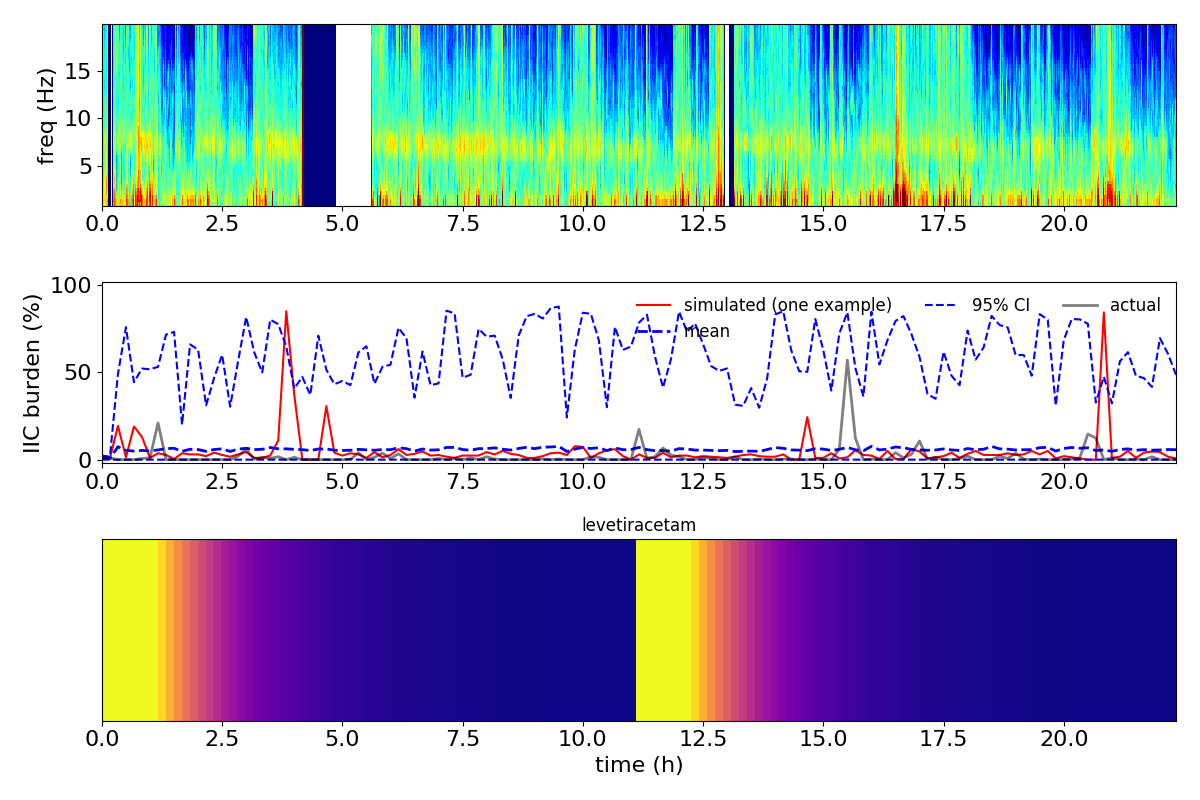 freq (Hz)
15
10
5
0.0 2.5 5.0 7.5 10.0 12.5 15.0 17.5 20.0
IIC burden (%)
100
50
0
simulated (one example) 95% CI actual
mean
0.0 2.5 5.0 7.5 10.0 12.5 15.0 17.5 20.0
levetiracetam
0.0 2.5 5.0 7.5 10.0 12.5 15.0 17.5 20.0
time (h)